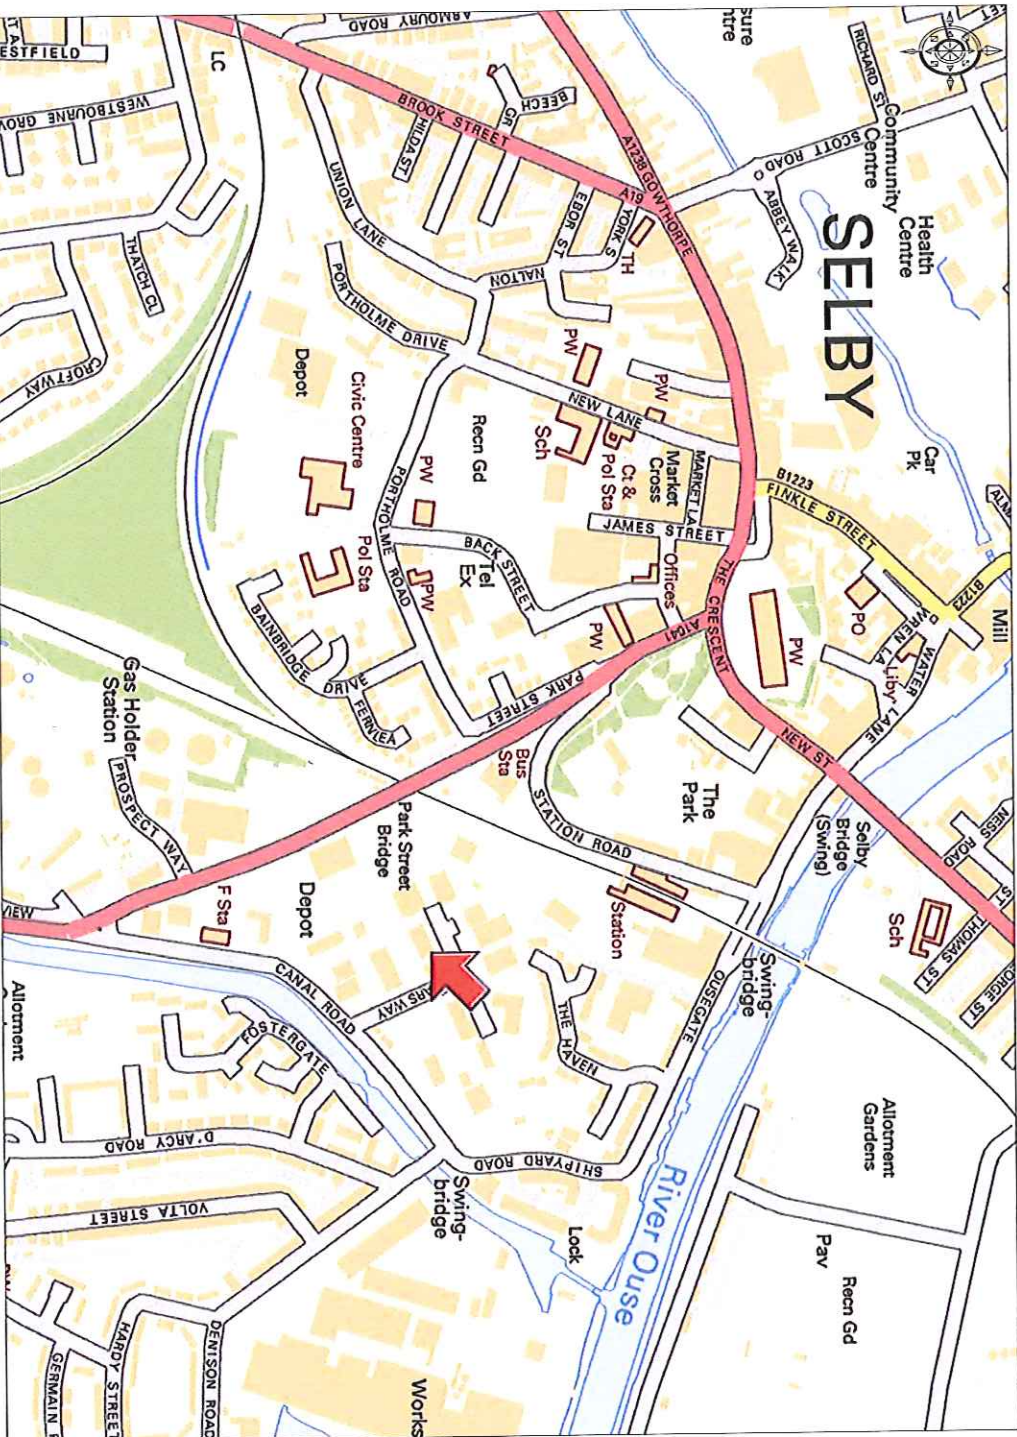 SELBY
ARMOURY ROAD
RICHARD ST
Community
Centre
SCOTT ROAD
Health
Centre
ABBEY WALK
Car
Pk
ESTFIELD
LC
WESTBOURNE GROV
THATCH CL
CROFTWAY
BROOK STREET
BEECH
GR
HILDA ST
A1238 GOWTHORPE
A19
UNION LANE
EBOR ST
YORK S
TH
NALTON
PORTHOLME DRIVE
PW
PW
NEW LANE
Sch
Ct &
Pol Sta
Market
Cross
MARKET LA
JAMES STREET
B1223
FINKLE STREET
B1223
Mill
Depot
Civic Centre
Recn Gd
PW
PORTHOLME ROAD
BACK STREET
Tel
Ex
Offices
THE CRESCENT
A1041
PO
WREN LA
WATER LANE
Liby
PW
Pol Sta
PW
PW
BAINBRIDGE DRIVE
FERNLEA
PARK STREET
Bus
Sta
NEW ST
The
Park
STATION ROAD
Selby
Bridge
(Swing)
NESS ROAD
Gas Holder
Station
PROSPECT WAY
Park Street
Bridge
Station
Sch
ST
THOMAS ST
ORGE ST
VIEW
F Sta
Depot
CANAL ROAD
ARS WAY
THE HAVEN
OUSEGATE
Swing-
bridge
Allotment
FOSTERGATE
D'ARCY ROAD
SHIPYARD ROAD
Swing-
bridge
River Ouse
Allotment
Gardens
VOLTA STREET
Lock
Pav
Recn Gd
DENISON ROAD
HARDY STREET
GERMAIN
Works